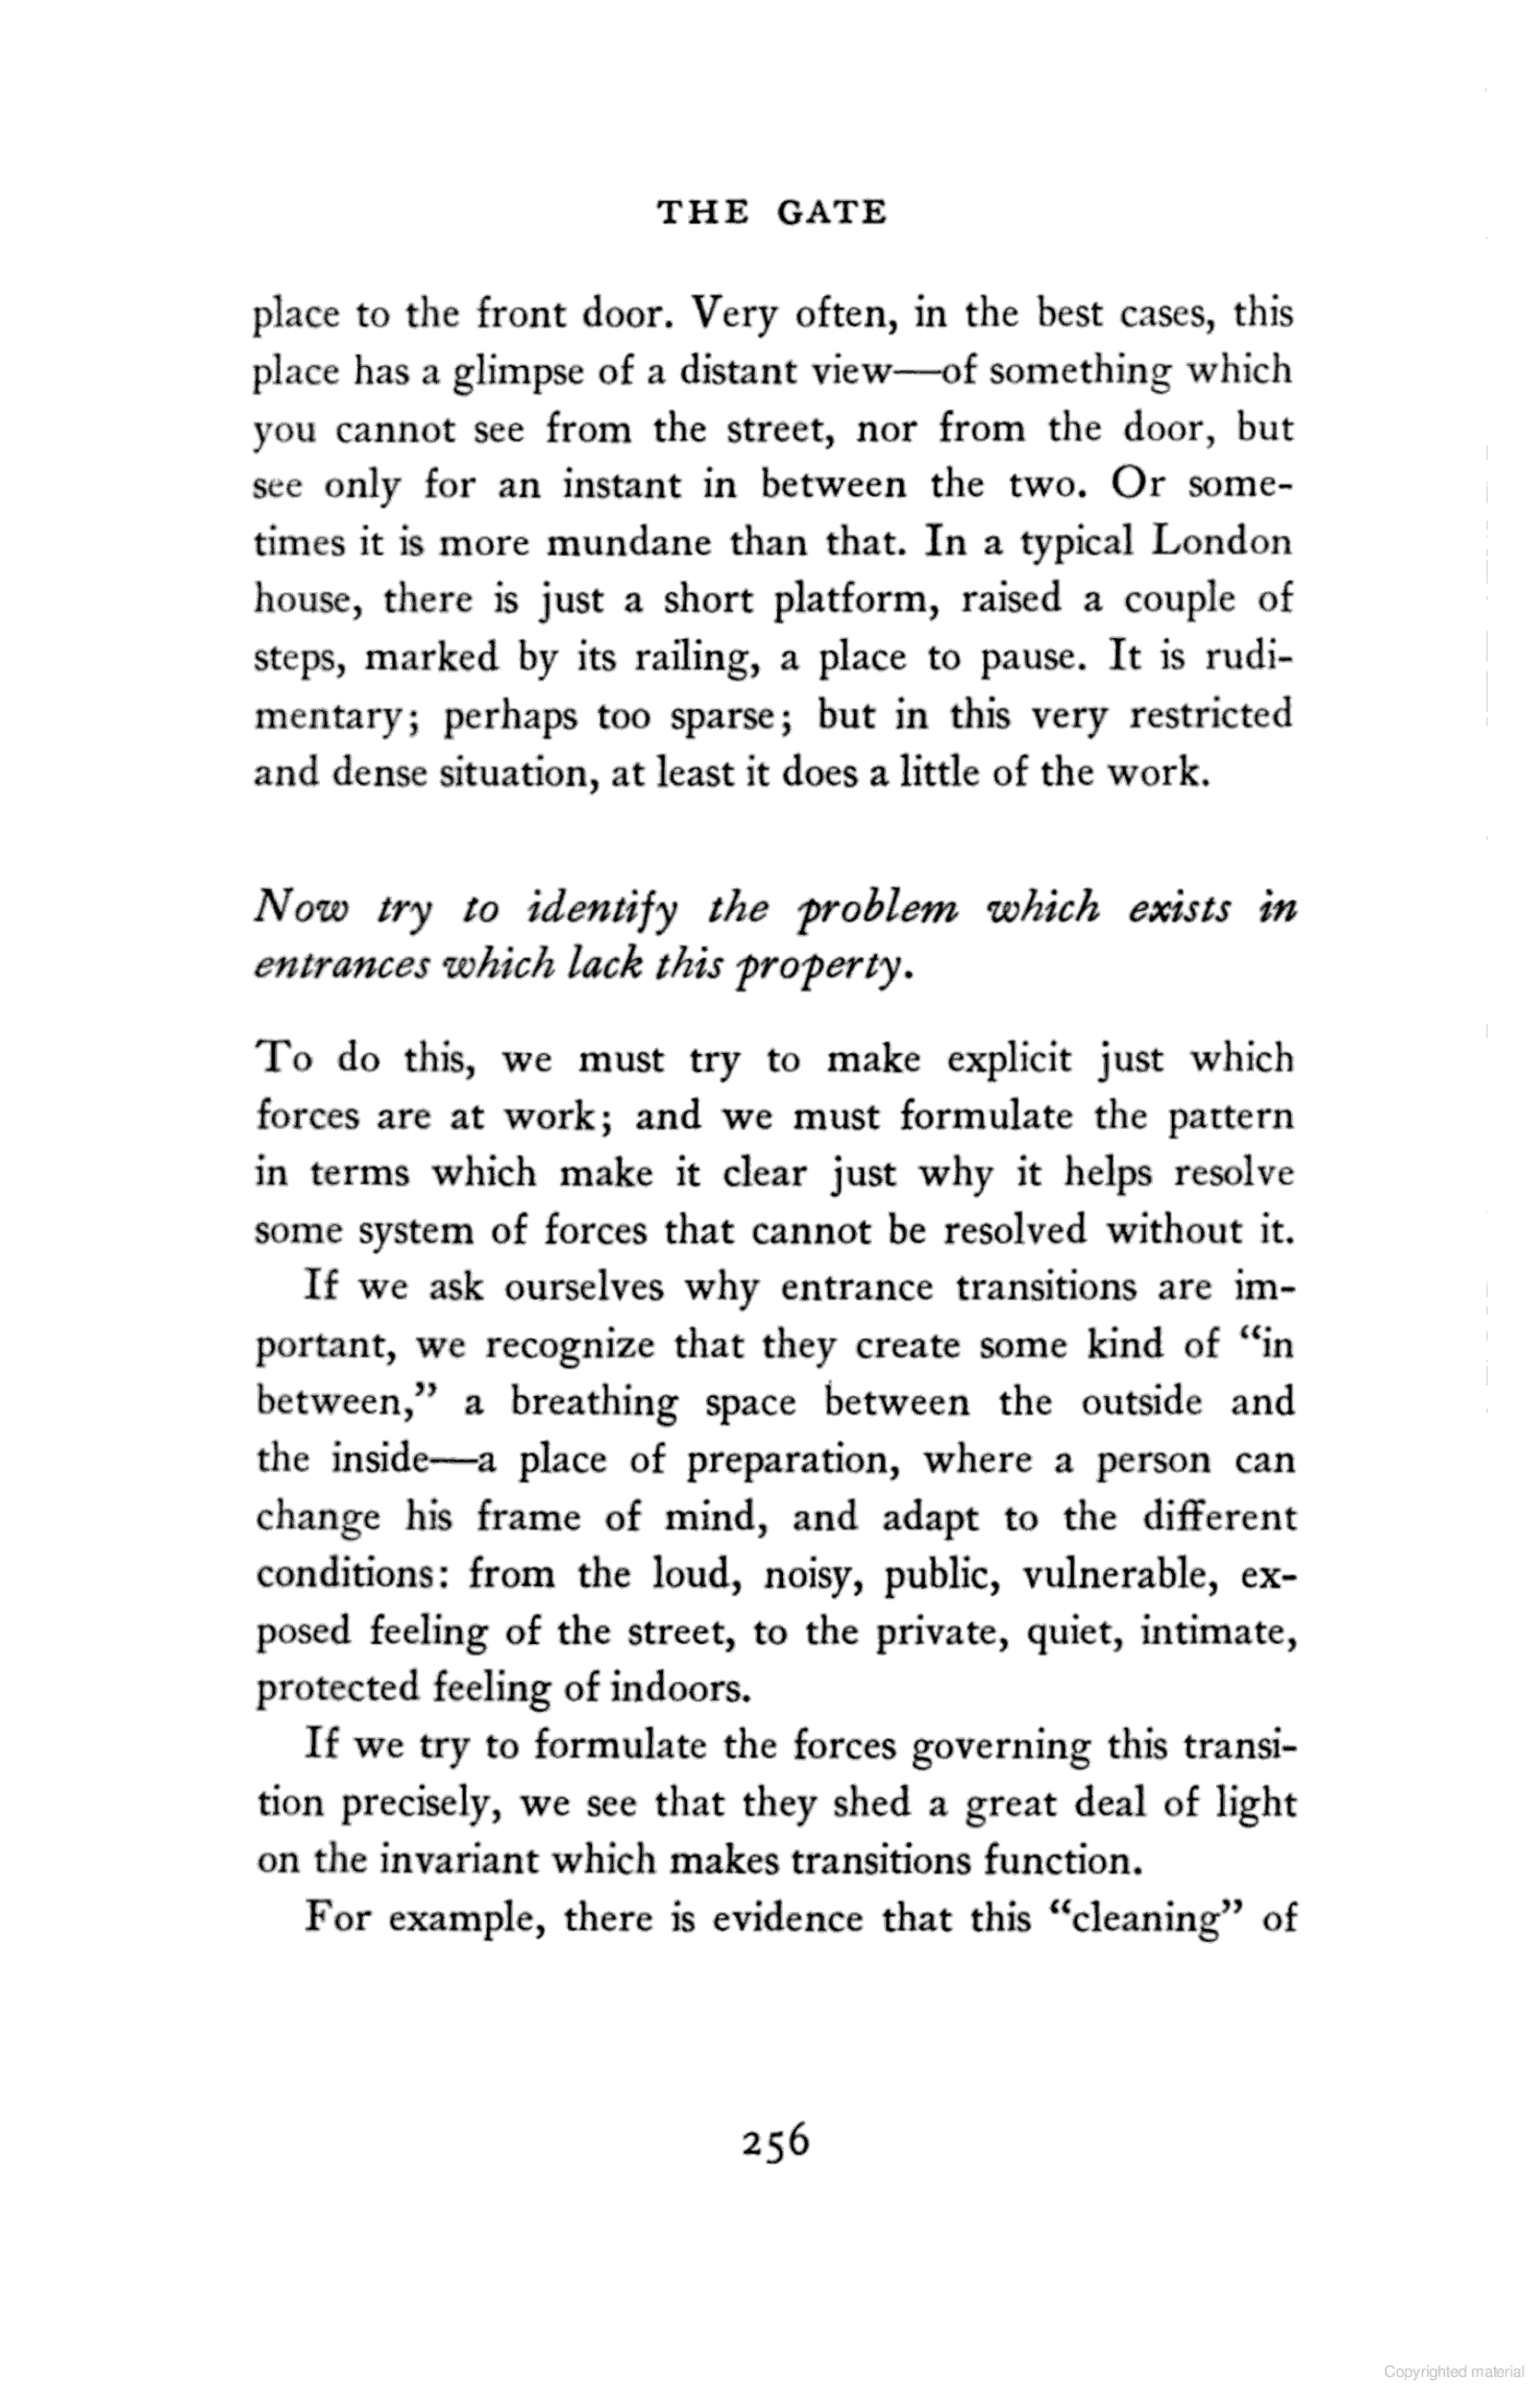 THE GATE
place to the front door. Very often, in the best cases, this
place has a glimpse of a distant view—of something which
you cannot see from the street, nor from the door, but
see only for an instant in between the two. Or some-
times it is more mundane than that. In a typical London
house, there is just a short platform, raised a couple of
steps, marked by its railing, a place to pause. It is rudi-
mentary; perhaps too sparse; but in this very restricted
and dense situation, at least it does a little of the work.
Now try to identify the problem which exists in
entrances which lack this property.
To do this, we must try to make explicit just which
forces are at work; and we must formulate the pattern
in terms which make it clear just why it helps resolve
some system of forces that cannot be resolved without it.
If we ask ourselves why entrance transitions are im-
portant, we recognize that they create some kind of “in
between,” a breathing space between the outside and
the inside—a place of preparation, where a person can
change his frame of mind, and adapt to the different
conditions: from the loud, noisy, public, vulnerable, ex-
posed feeling of the street, to the private, quiet, intimate,
protected feeling of indoors.
If we try to formulate the forces governing this transi-
tion precisely, we see that they shed a great deal of light
on the invariant which makes transitions function.
For example, there is evidence that this “cleaning” of
256
Copyrighted material